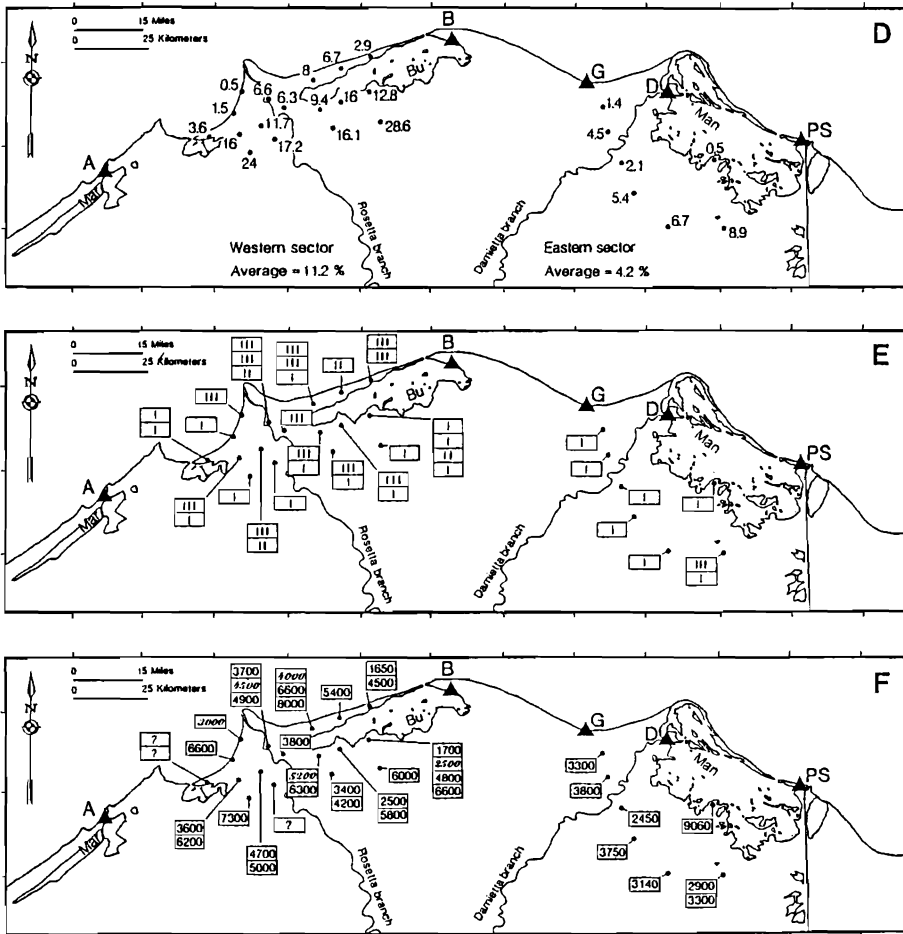 0 15 Miles
0 25 Kilometers
N
D
B
G
D
PS
A
Mar
Bu
Man
2.9
6.7
8
0.5
6.6
6.3
9.4
16
12.8
1.5
11.7
3.6
16
17.2
16.1
28.6
24
1.4
4.5
2.1
0.5
5.4
6.7
8.9
Rosetta branch
Damietta branch
Western sector
Average = 11.2 %
Eastern sector
Average = 4.2 %
0 15 Miles
0 25 Kilometers
N
E
B
G
D
PS
A
Mar
Bu
Man
Rosetta branch
Damietta branch
0 15 Miles
0 25 Kilometers
N
F
B
G
D
PS
A
Mar
Bu
Man
3700
4500
4900
4000
6600
8000
5400
1650
4500
3000
6600
3800
?
?
3600
6200
7300
4700
5000
?
5200
6300
3400
4200
2500
5800
6000
1700
2500
4800
6600
3300
3800
2450
9060
3750
3140
2900
3300
Rosetta branch
Damietta branch